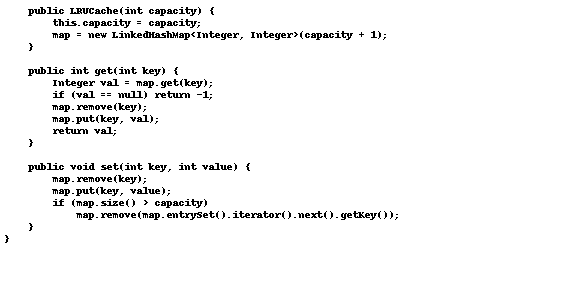 public LRUCache(int capacity) {
        this.capacity = capacity;
        map = new LinkedHashMap<Integer, Integer>(capacity + 1);
    }

    public int get(int key) {
        Integer val = map.get(key);
        if (val == null) return -1;
        map.remove(key);
        map.put(key, val);
        return val;
    }

    public void set(int key, int value) {
        map.remove(key);
        map.put(key, value);
        if (map.size() > capacity)
            map.remove(map.entrySet().iterator().next().getKey());
    }
}